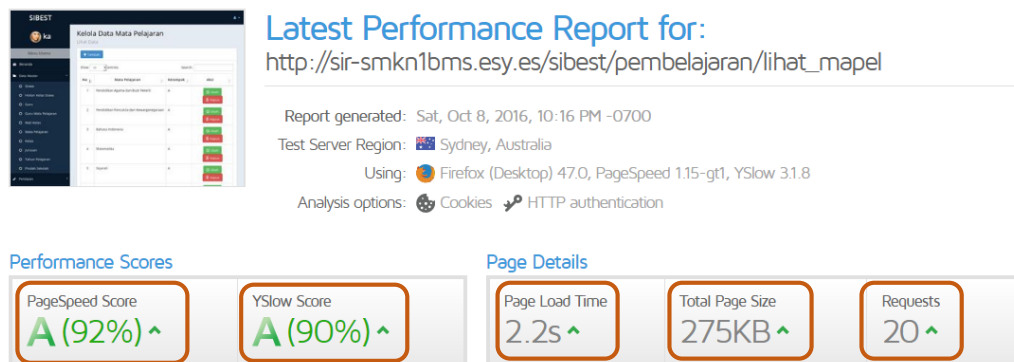 SIBEST
ka
Kelola Data Mata Pelajaran
Latest Performance Report for:
http://sir-smkn1bms.esy.es/sibest/pembelajaran/lihat_mapel
Report generated: Sat, Oct 8, 2016, 10:16 PM -0700
Test Server Region: Sydney, Australia
Using: Firefox (Desktop) 47.0, PageSpeed 1.15-gt1, YSlow 3.1.8
Analysis options: Cookies HTTP authentication
Performance Scores
Page Details
PageSpeed Score
A (92%)
YSlow Score
A (90%)
Page Load Time
2.2s
Total Page Size
275KB
Requests
20